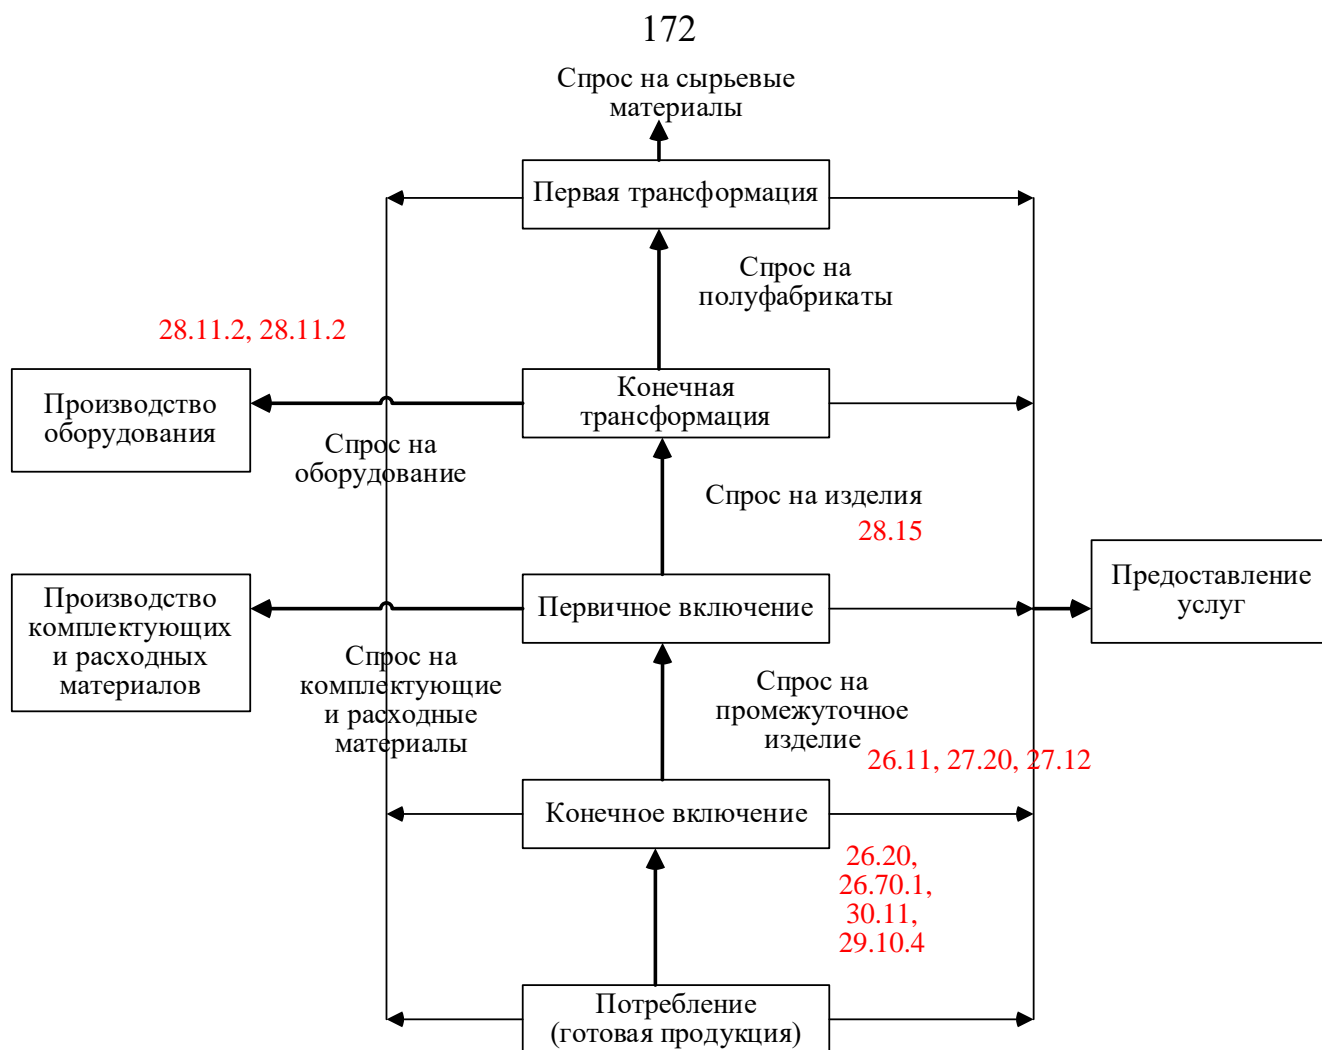 172
Спрос на сырьевые
материалы
Первая трансформация
Спрос на
полуфабрикаты
28.11.2, 28.11.2
Производство
оборудования
Конечная
трансформация
Спрос на
оборудование
Спрос на изделия
28.15
Производство
комплектующих
и расходных
материалов
Первичное включение
Предоставление
услуг
Спрос на
комплектующие
и расходные
материалы
Спрос на
промежуточное
изделие
26.11, 27.20, 27.12
Конечное включение
26.20,
26.70.1,
30.11,
29.10.4
Потребление
(готовая продукция)